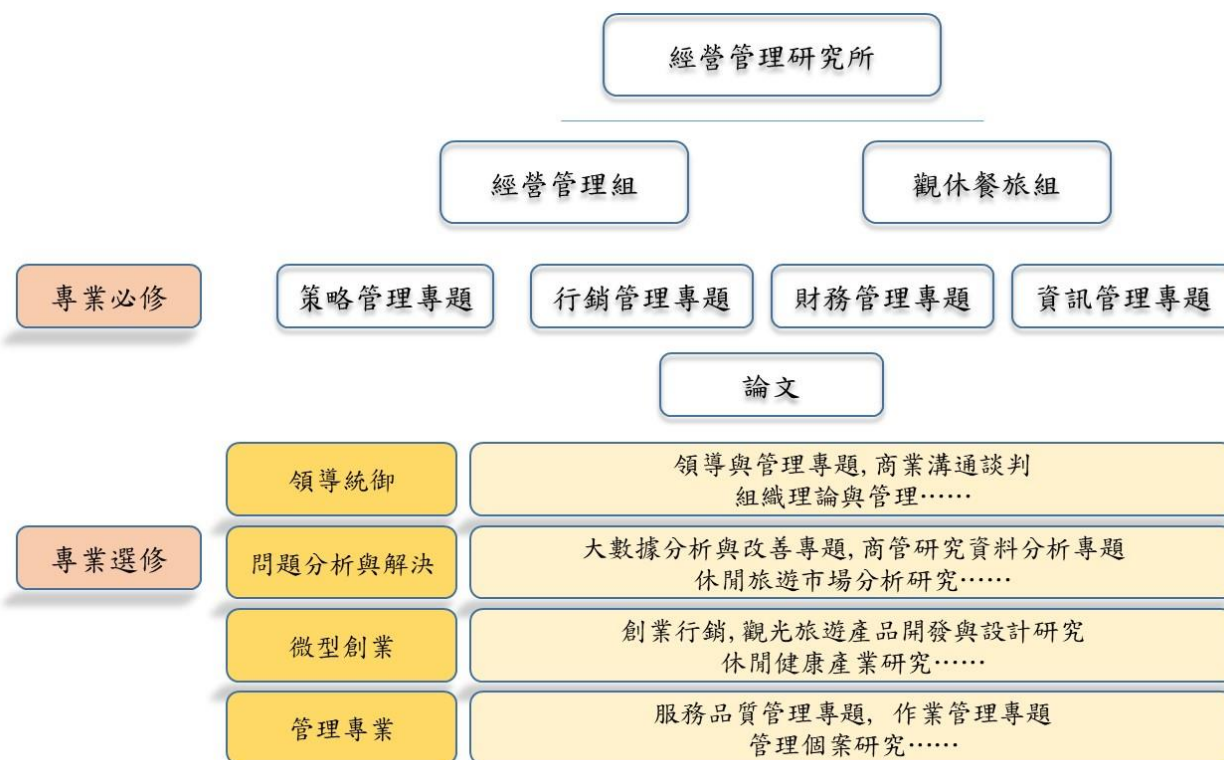 經營管理研究所
經營管理組
觀休餐旅組
專業必修
策略管理專題
行銷管理專題
財務管理專題
資訊管理專題
論文
專業選修
領導統御
領導與管理專題, 商業溝通談判
組織理論與管理……
問題分析與解決
大數據分析與改善專題, 商管研究資料分析專題
休閒旅遊市場分析研究……
微型創業
創業行銷, 觀光旅遊產品開發與設計研究
休閒健康產業研究……
管理專業
服務品質管理專題, 作業管理專題
管理個案研究……